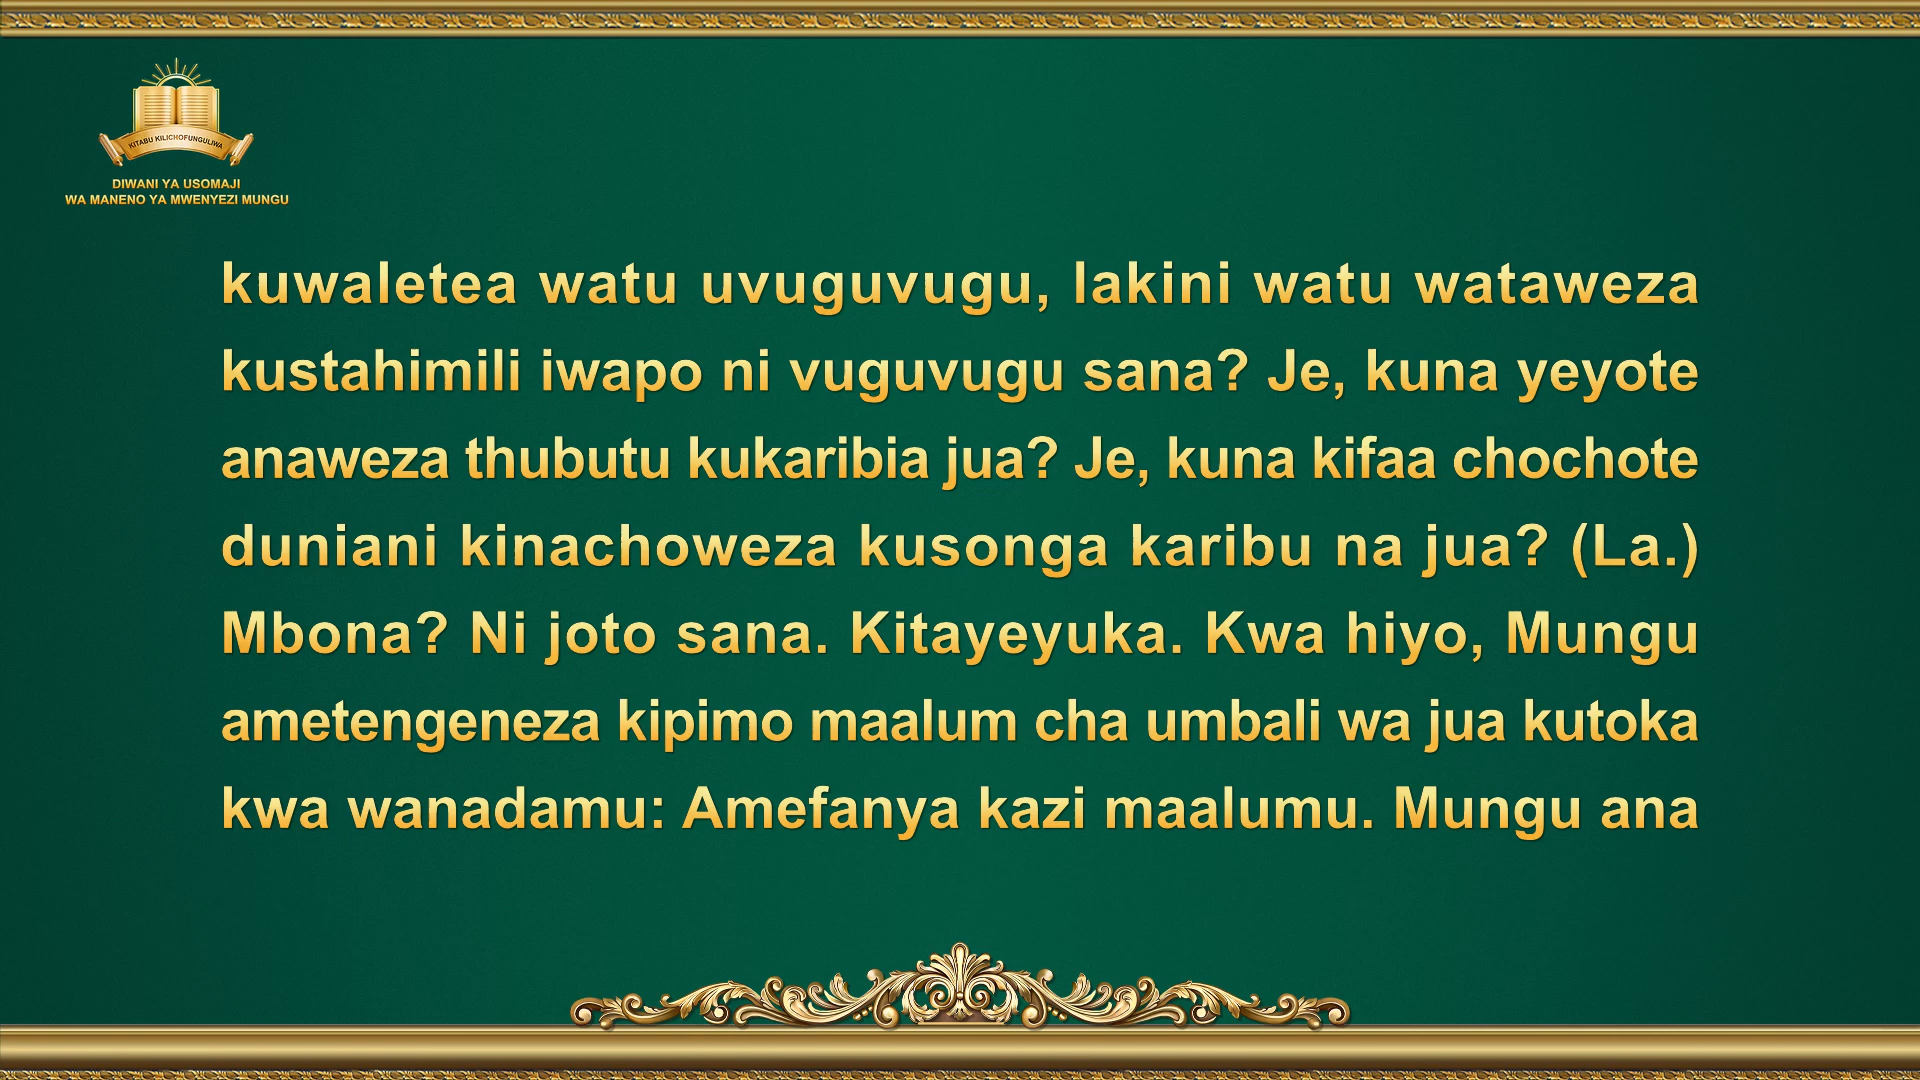 KITABU KILICHOFUNGULIWA
DIWANI YA USOMAJI
WA MANENO YA MWENYEZI MUNGU
kuwaletea watu uvuguvugu, lakini watu wataweza
kustahimili iwapo ni vuguvugu sana? Je, kuna yeyote
anaweza thubutu kukaribia jua? Je, kuna kifaa chochote
duniani kinachoweza kusonga karibu na jua? (La.)
Mbona? Ni joto sana. Kitayeyuka. Kwa hiyo, Mungu
ametengeneza kipimo maalum cha umbali wa jua kutoka
kwa wanadamu: Amefanya kazi maalumu. Mungu ana